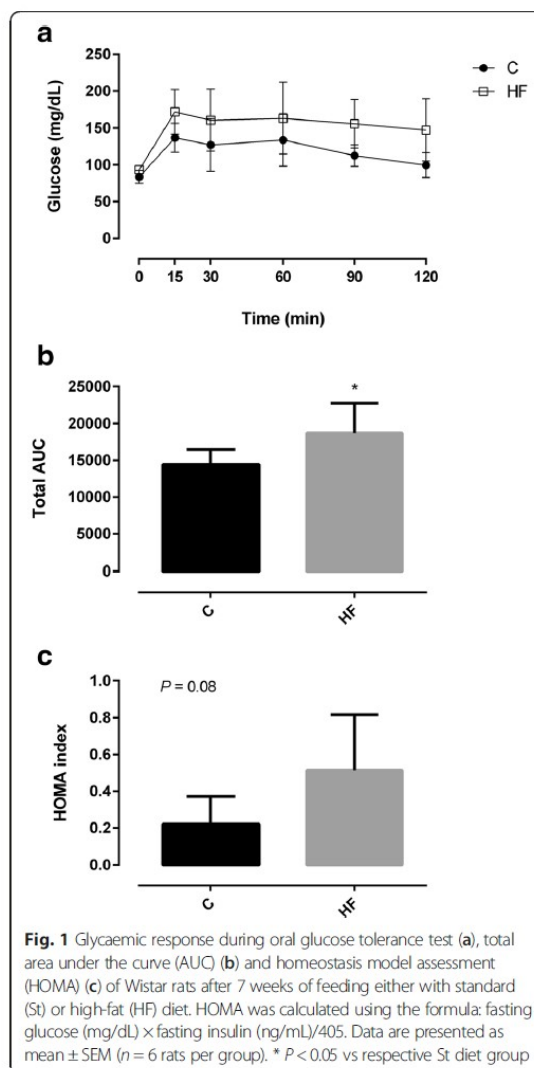 a
250
200
150
100
50
0
Glucose (mg/dL)
C
HF
0 15 30 60 90 120
Time (min)
b
25000
20000
15000
10000
5000
0
Total AUC
*
C HF
c
1.0
0.8
0.6
0.4
0.2
0.0
HOMA index
P = 0.08
C HF
Fig. 1 Glycaemic response during oral glucose tolerance test (a), total
area under the curve (AUC) (b) and homeostasis model assessment
(HOMA) (c) of Wistar rats after 7 weeks of feeding either with standard
(St) or high-fat (HF) diet. HOMA was calculated using the formula: fasting
glucose (mg/dL) × fasting insulin (ng/mL)/405. Data are presented as
mean ± SEM (n = 6 rats per group). * P < 0.05 vs respective St diet group